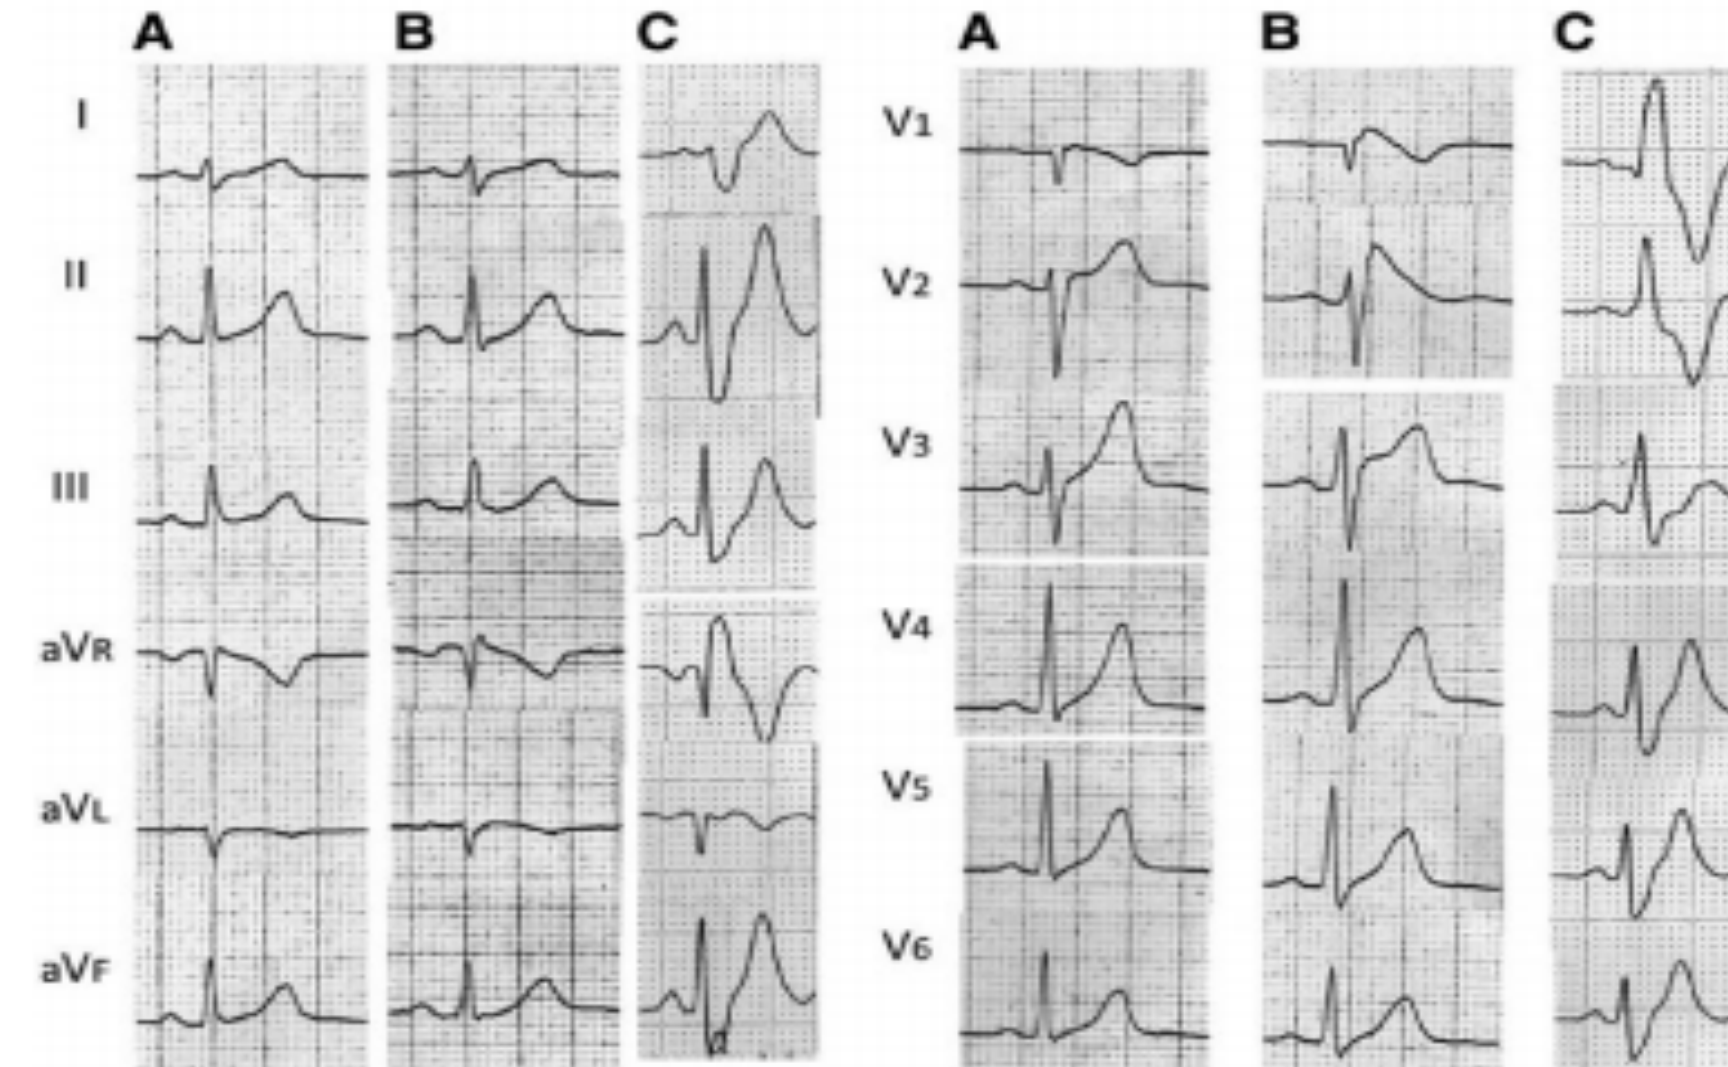 A B C A B C
I V1
II V2
III V3
aVR V4
aVL V5
aVF V6